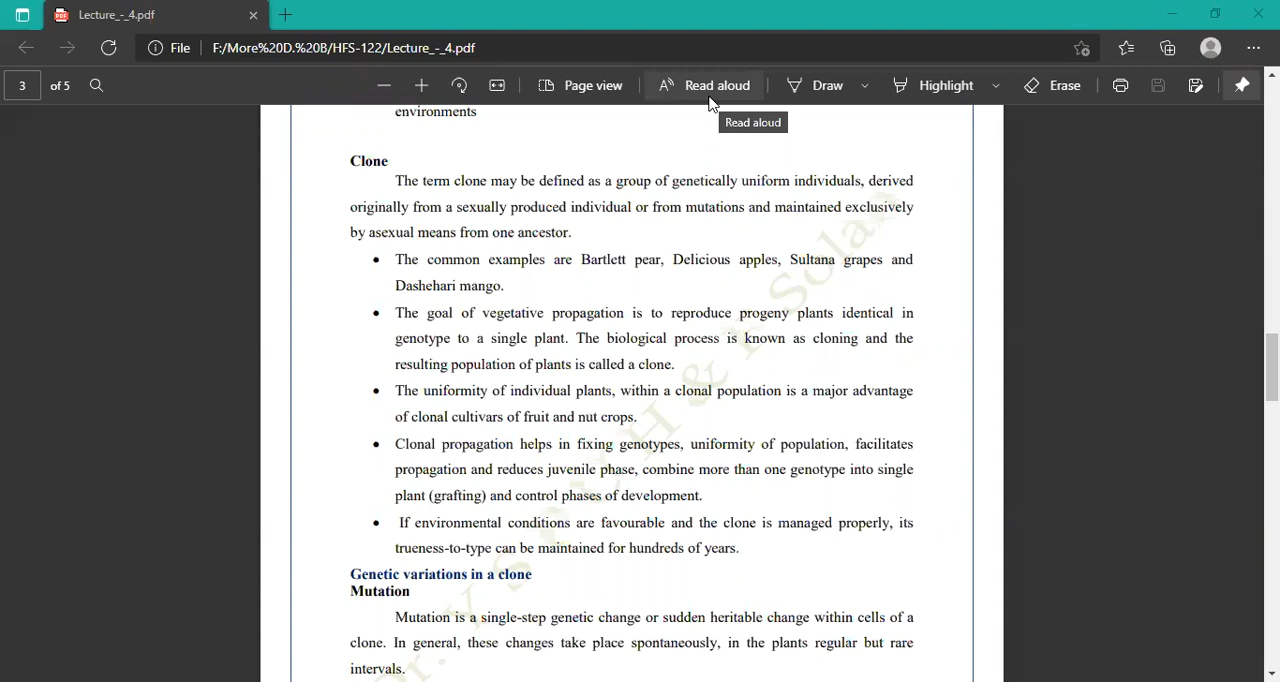 Lecture_-_4.pdf
File F:/More%20D.%20B/HFS-122/Lecture_-_4.pdf
3 of 5 Page view Read aloud Draw Highlight Erase
Read aloud
environments
Clone
The term clone may be defined as a group of genetically uniform individuals, derived
originally from a sexually produced individual or from mutations and maintained exclusively
by asexual means from one ancestor.
• The common examples are Bartlett pear, Delicious apples, Sultana grapes and
Dashehari mango.
• The goal of vegetative propagation is to reproduce progeny plants identical in
genotype to a single plant. The biological process is known as cloning and the
resulting population of plants is called a clone.
• The uniformity of individual plants, within a clonal population is a major advantage
of clonal cultivars of fruit and nut crops.
• Clonal propagation helps in fixing genotypes, uniformity of population, facilitates
propagation and reduces juvenile phase, combine more than one genotype into single
plant (grafting) and control phases of development.
• If environmental conditions are favourable and the clone is managed properly, its
trueness-to-type can be maintained for hundreds of years.
Genetic variations in a clone
Mutation
Mutation is a single-step genetic change or sudden heritable change within cells of a
clone. In general, these changes take place spontaneously, in the plants regular but rare
intervals.